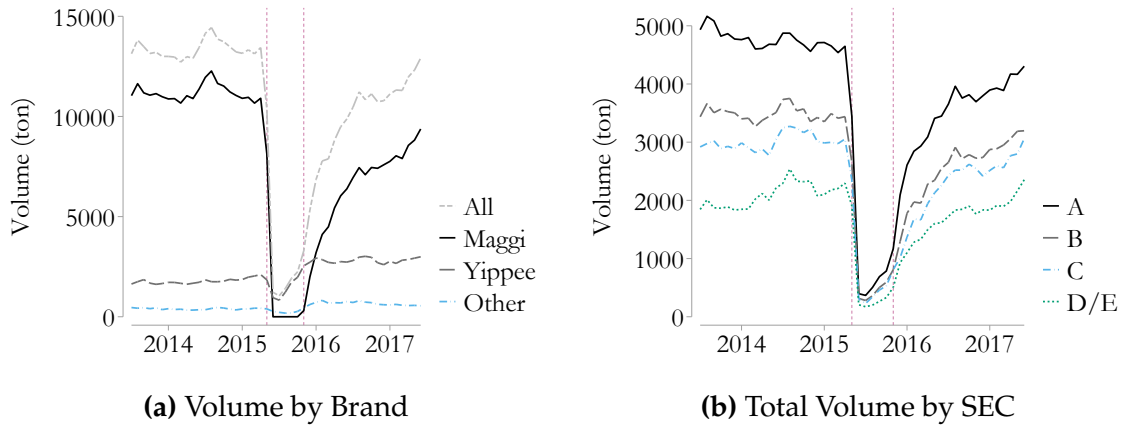 Volume (ton)
15000
10000
5000
0
2014 2015 2016 2017
All
Maggi
Yippee
Other
(a) Volume by Brand
Volume (ton)
5000
4000
3000
2000
1000
0
2014 2015 2016 2017
A
B
C
D/E
(b) Total Volume by SEC